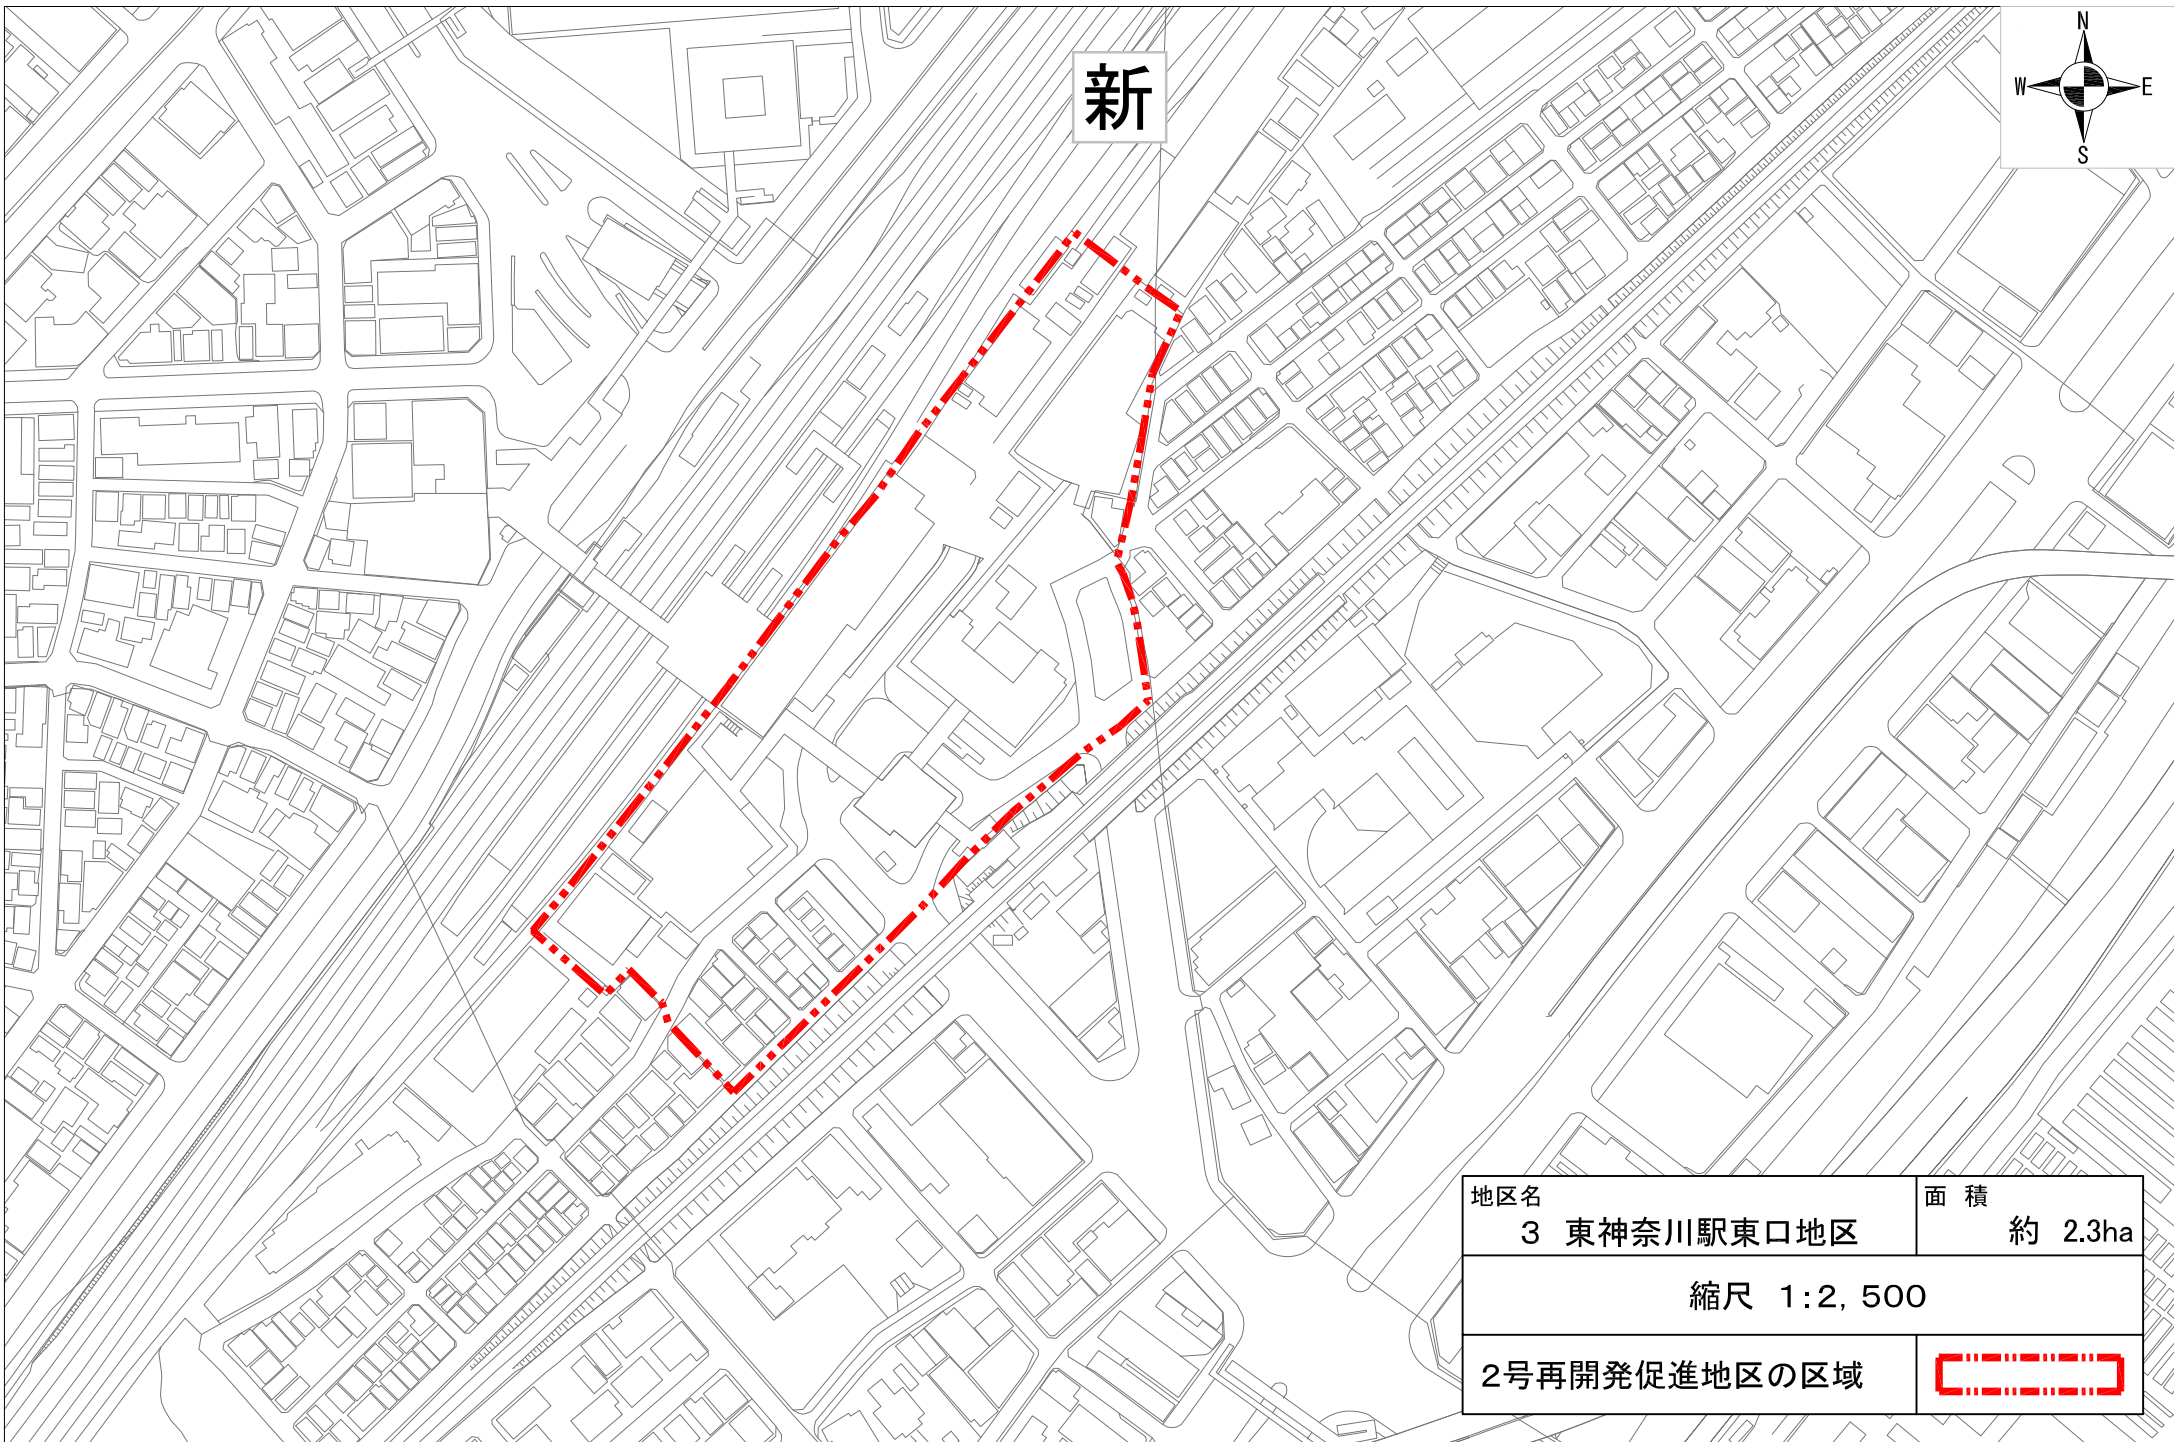 新
N
W E
S
地区名
3 東神奈川駅東口地区
面 積
約 2.3ha
縮尺 1:2,500
2号再開発促進地区の区域